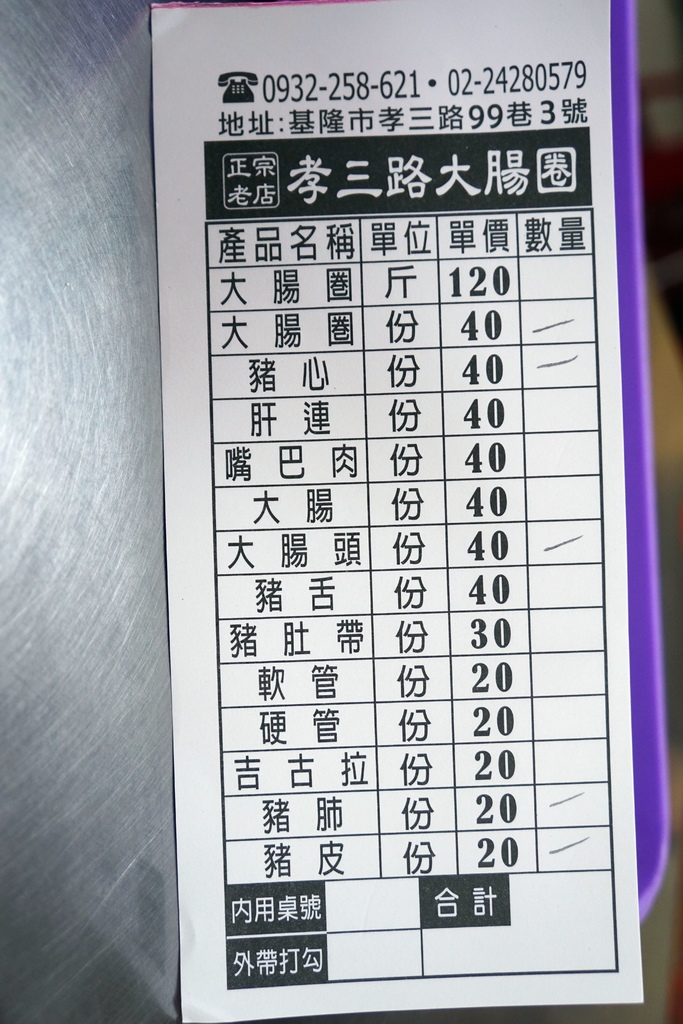 ☎0932-258-621・02-24280579
地址:基隆市孝三路99巷3號
正宗老店 孝三路大腸圈
產品名稱 單位 單價 數量
大腸圈 斤 120
大腸圈 份 40 一
豬心 份 40 一
肝連 份 40
嘴巴肉 份 40
大腸 份 40
大腸頭 份 40 一
豬舌 份 40
豬肚帶 份 30
軟管 份 20
硬管 份 20
吉古拉 份 20
豬肺 份 20 一
豬皮 份 20 一
內用桌號 合計
外帶打勾